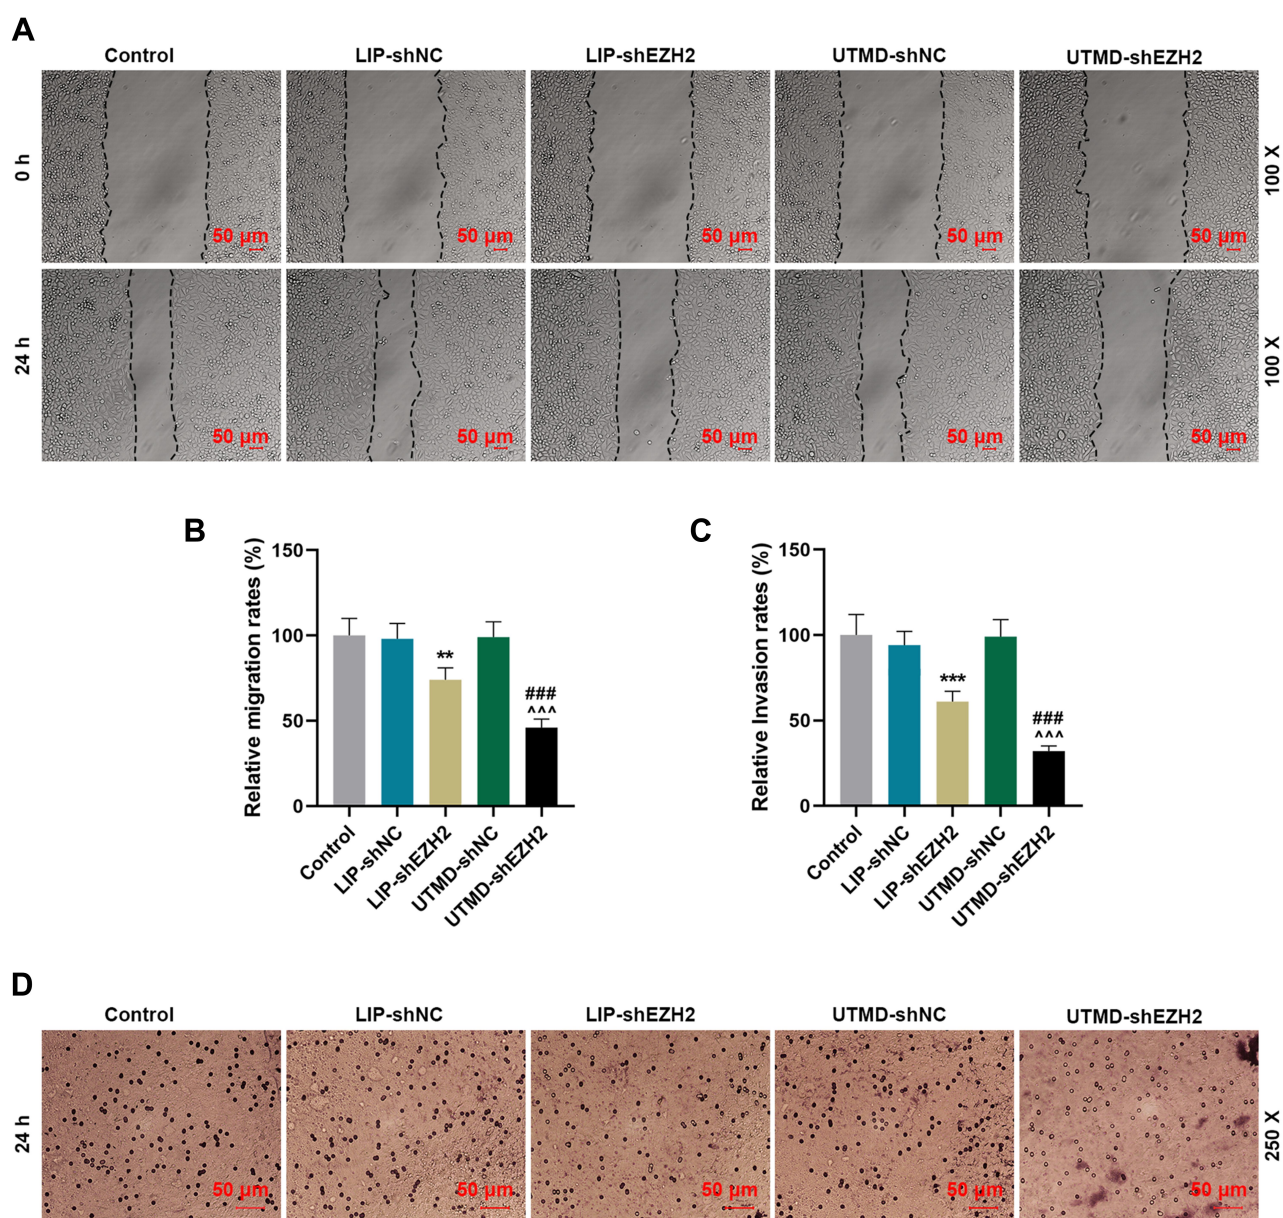 A
Control LIP-shNC LIP-shEZH2 UTMD-shNC UTMD-shEZH2
0 h 50 μm 50 μm 50 μm 50 μm 50 μm 100 X
24 h 50 μm 50 μm 50 μm 50 μm 50 μm 100 X
B
Relative migration rates (%)
150
100
50
0
**
###
^^^
Control LIP-shNC LIP-shEZH2 UTMD-shNC UTMD-shEZH2
C
Relative Invasion rates (%)
150
100
50
0
***
###
^^^
Control LIP-shNC LIP-shEZH2 UTMD-shNC UTMD-shEZH2
D
Control LIP-shNC LIP-shEZH2 UTMD-shNC UTMD-shEZH2
24 h 50 μm 50 μm 50 μm 50 μm 50 μm 250 X